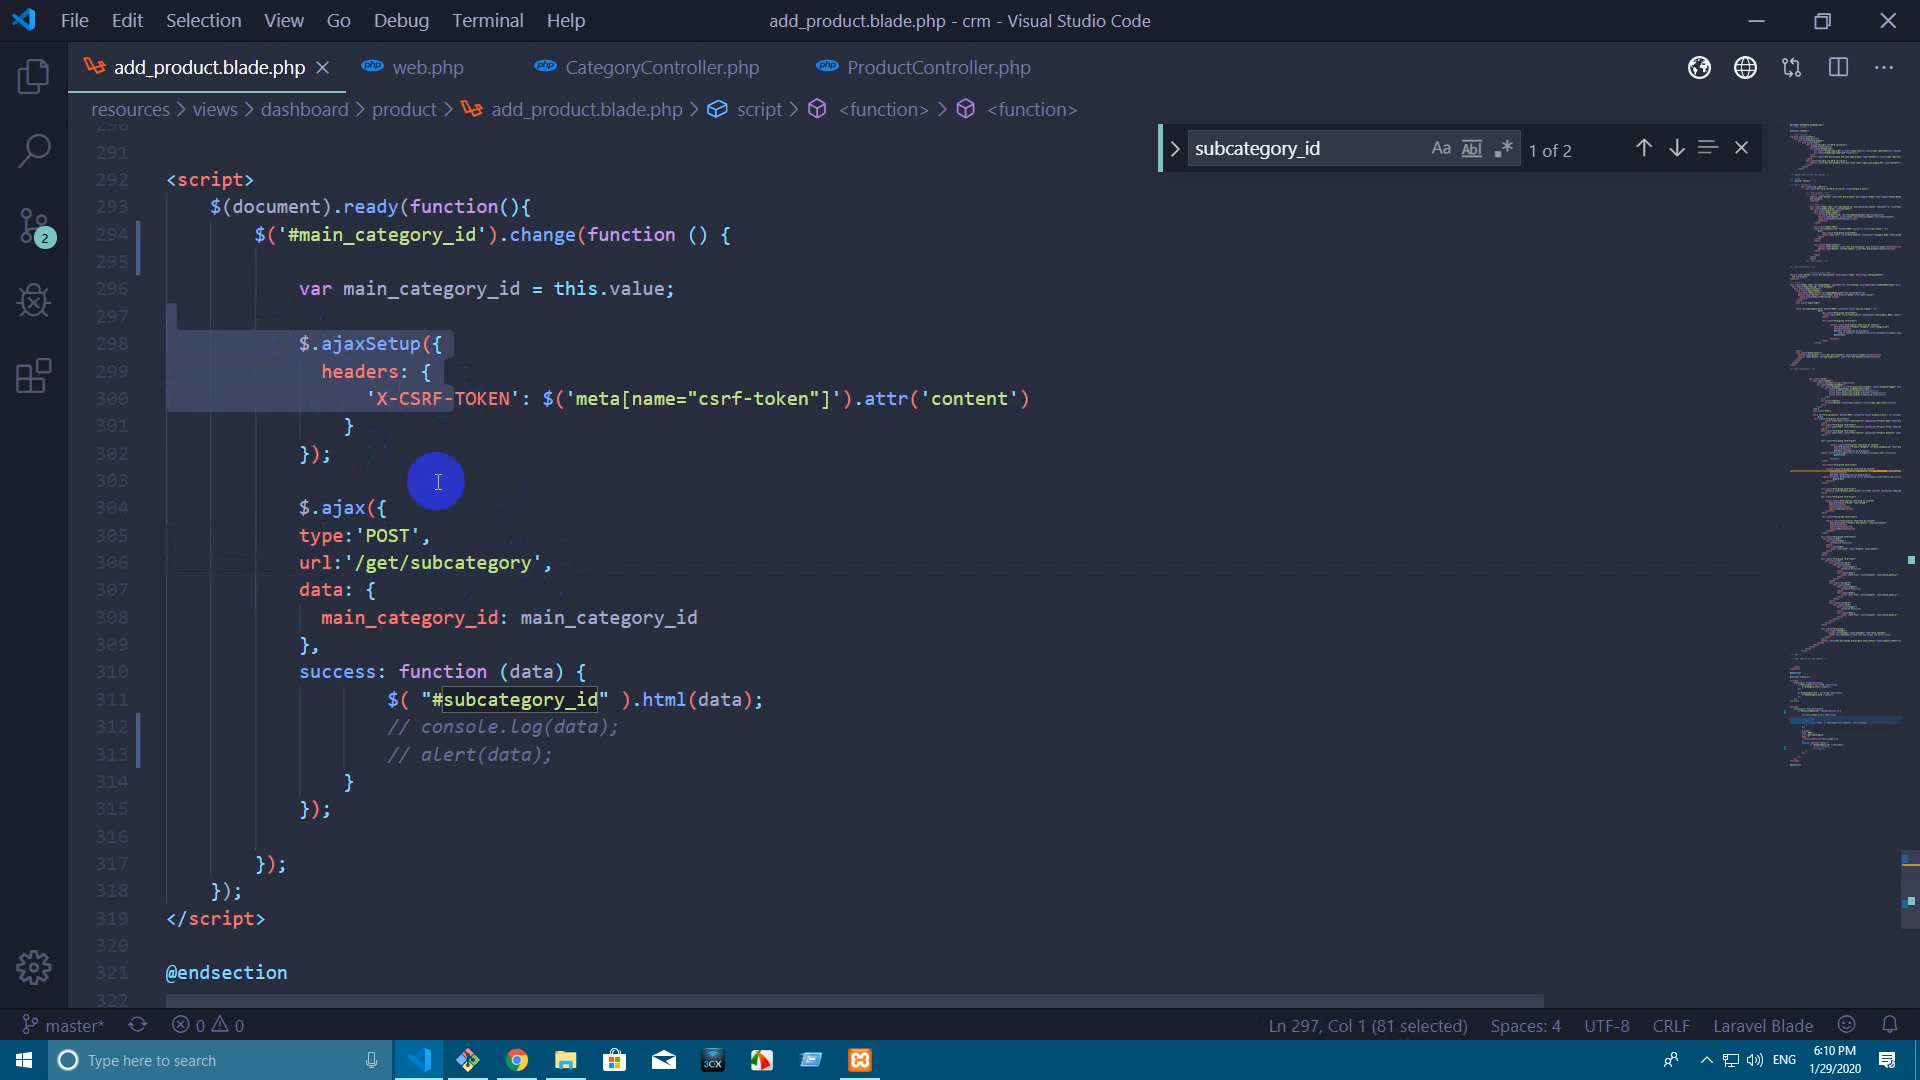 File Edit Selection View Go Debug Terminal Help
add_product.blade.php - crm - Visual Studio Code
add_product.blade.php
web.php
CategoryController.php
ProductController.php
resources > views > dashboard > product > add_product.blade.php > script > <function> > <function>
subcategory_id
Aa Abl .* 1 of 2
290
291
292 <script>
293 $(document).ready(function(){
294 $('#main_category_id').change(function () {
295
296 var main_category_id = this.value;
297
298 $.ajaxSetup({
299 headers: {
300 'X-CSRF-TOKEN': $('meta[name="csrf-token"]').attr('content')
301 }
302 });
303
304 $.ajax({
305 type:'POST',
306 url:'/get/subcategory',
307 data: {
308 main_category_id: main_category_id
309 },
310 success: function (data) {
311 $( "#subcategory_id" ).html(data);
312 // console.log(data);
313 // alert(data);
314 }
315 });
316
317 });
318 });
319 </script>
320
321 @endsection
322
2
master*
0 0
Ln 297, Col 1 (81 selected)
Spaces: 4
UTF-8
CRLF
Laravel Blade
Type here to search
3CX
ENG
6:10 PM
1/29/2020